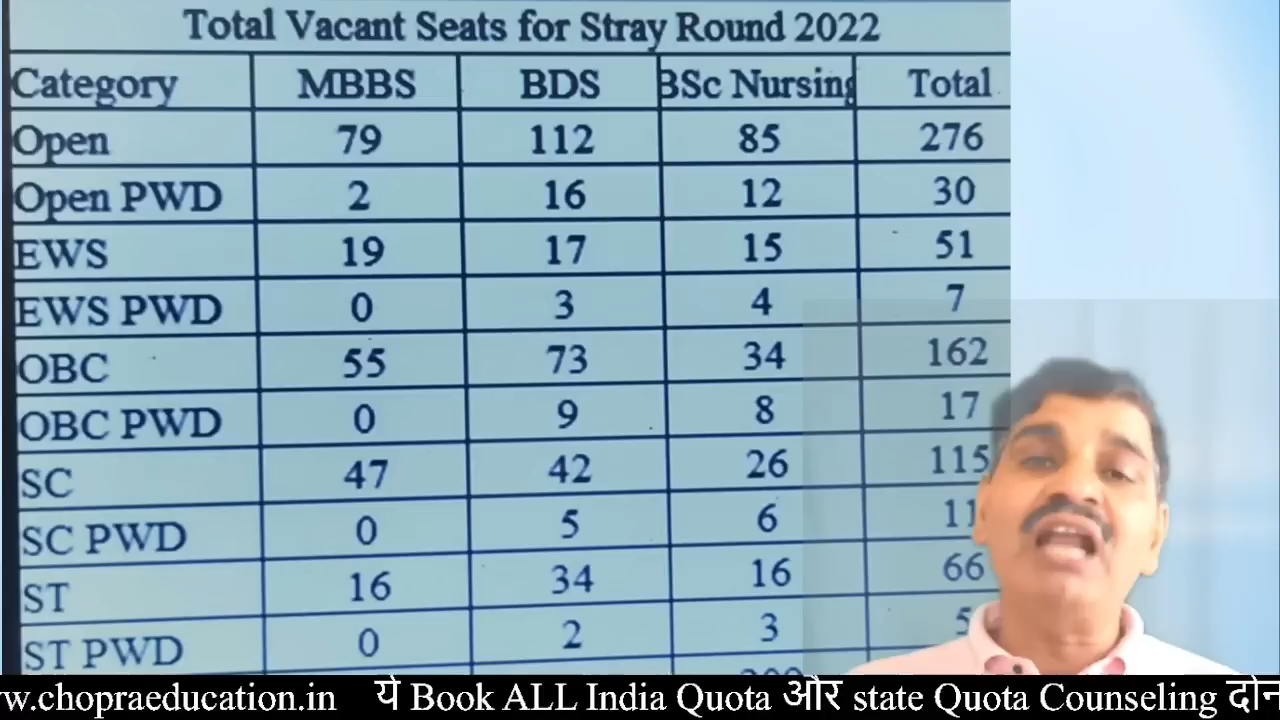 Total Vacant Seats for Stray Round 2022
Category MBBS BDS BSc Nursing Total
Open 79 112 85 276
Open PWD 2 16 12 30
EWS 19 17 15 51
EWS PWD 0 3 4 7
OBC 55 73 34 162
OBC PWD 0 9 8 17
SC 47 42 26 115
SC PWD 0 5 6 11
ST 16 34 16 66
ST PWD 0 2 3 5
w.chopraeducation.in ये Book ALL India Quota और state Quota Counseling